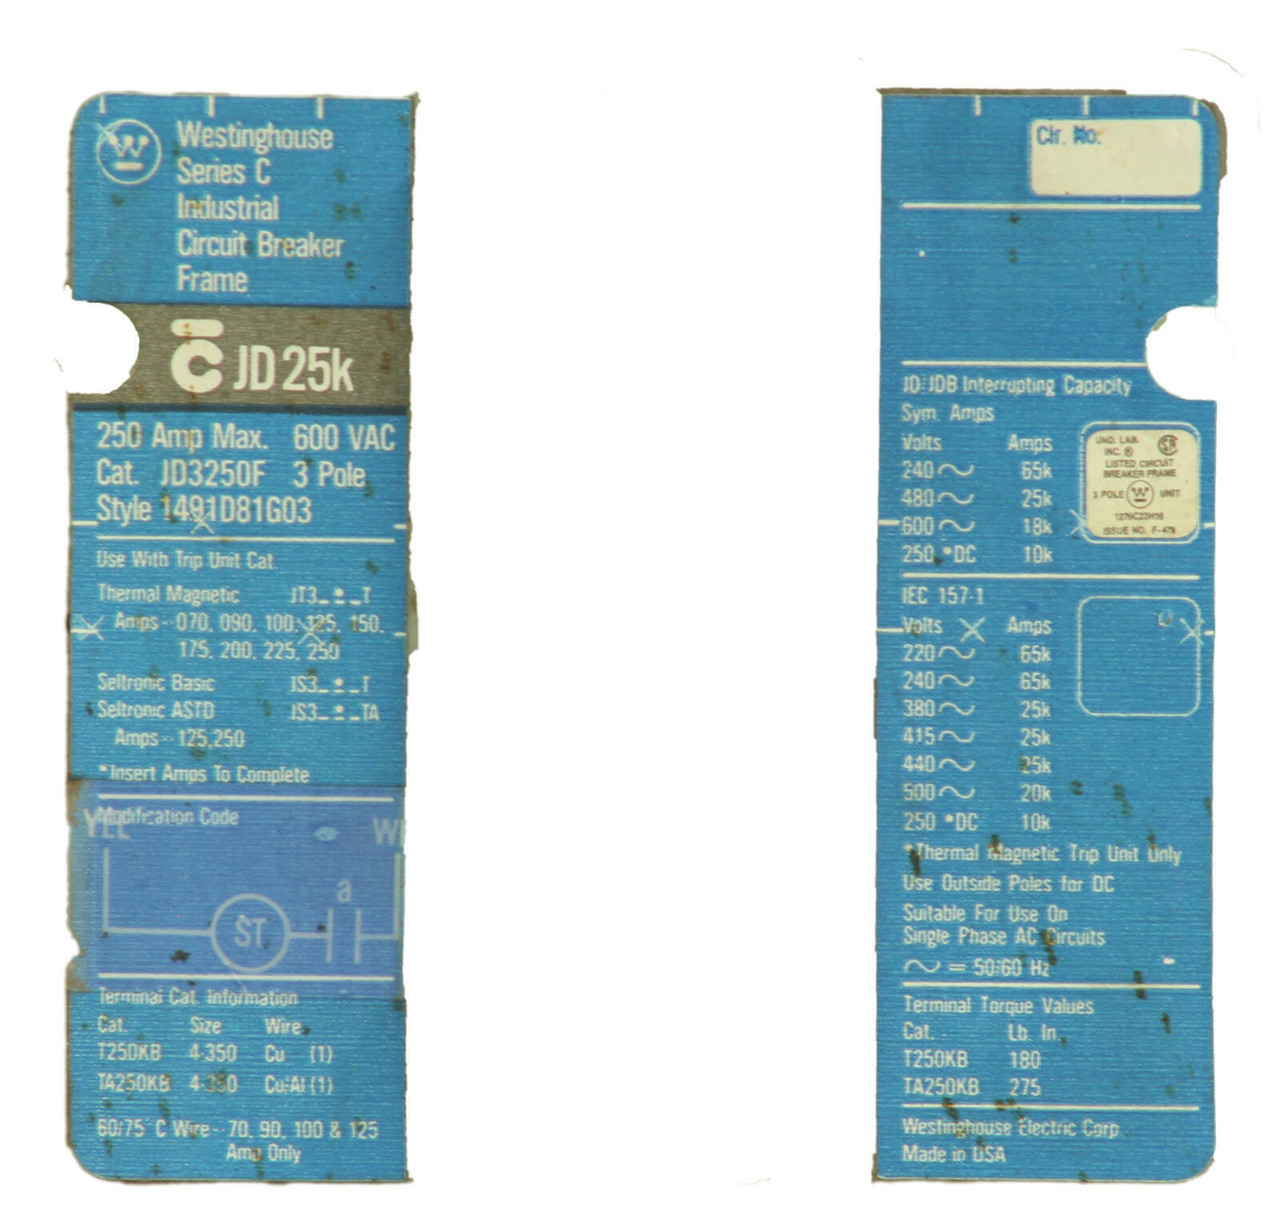 Westinghouse
Series C
Industrial
Circuit Breaker
Frame
JD 25k
250 Amp Max. 600 VAC
Cat. JD3250F 3 Pole
Style 1491D81G03
Use With Trip Unit Cat.
Thermal Magnetic JT3_*_T
Amps - 070, 090, 100, 125, 150,
175, 200, 225, 250
Seltronic Basic JS3_*_T
Seltronic ASTD JS3_*_TA
Amps - 125,250
*Insert Amps To Complete
Modification Code
YEL
a
ST
Terminal Cat. Information
Cat. Size Wire
T250KB 4-350 Cu (1)
TA250KB 4-350 Cu/Al (1)
60/75°C Wire - 70, 90, 100 & 125
Amp Only
Cir. No:
JD/JDB Interrupting Capacity
Sym. Amps
Volts Amps
240~ 65k
480~ 25k
600~ 18k
250 *DC 10k
UND. LAB.
INC. ®
LISTED CIRCUIT
BREAKER FRAME
3 POLE W UNIT
1276C23H16
ISSUE NO. F-479
IEC 157-1
Volts Amps
220~ 65k
240~ 65k
380~ 25k
415~ 25k
440~ 25k
500~ 20k
250 *DC 10k
*Thermal Magnetic Trip Unit Only
Use Outside Poles for DC
Suitable For Use On
Single Phase AC Circuits
~ = 50/60 Hz
Terminal Torque Values
Cat. Lb. In.
T250KB 180
TA250KB 275
Westinghouse Electric Corp.
Made in USA